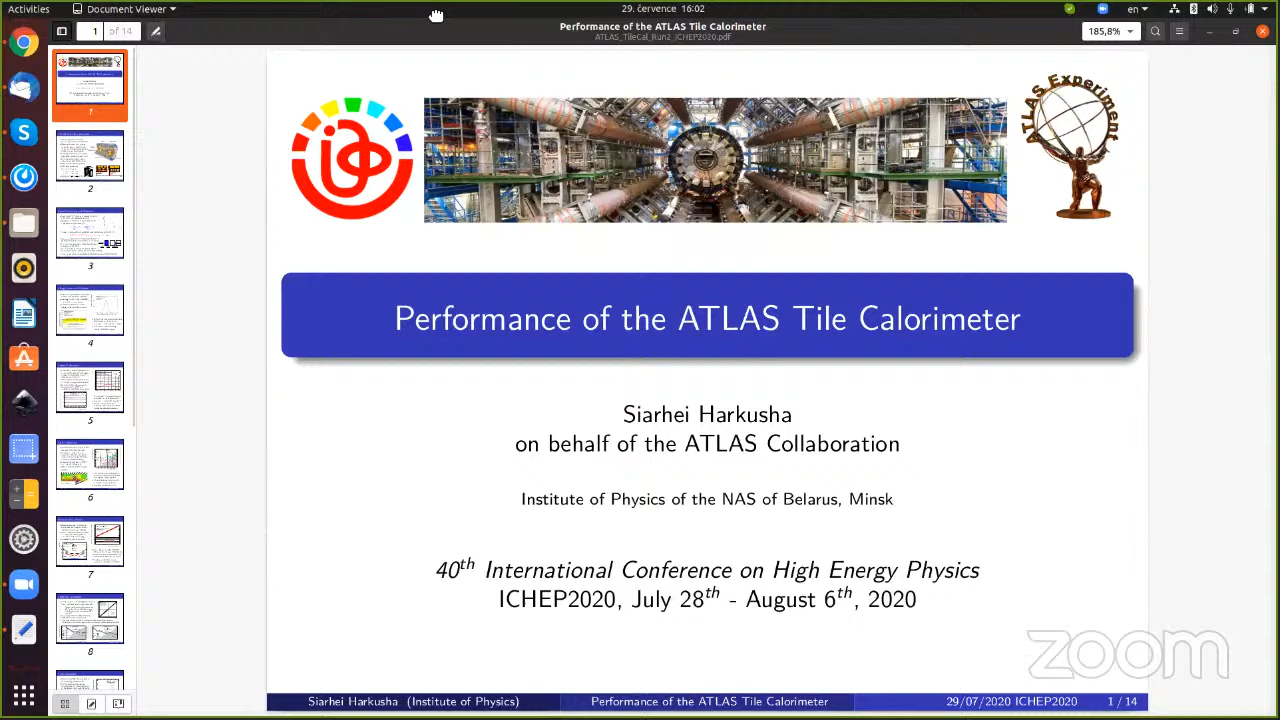 Activities
Document Viewer
29. července 16:02
en
1
of 14
Performance of the ATLAS Tile Calorimeter
ATLAS_TileCal_Run2_ICHEP2020.pdf
185,8%
1
2
3
4
5
6
7
8
ATLAS Experiment
Performance of the ATLAS Tile Calorimeter
Siarhei Harkusha
on behalf of the ATLAS Collaboration
Institute of Physics of the NAS of Belarus, Minsk
40th International Conference on High Energy Physics
ICHEP2020, July 28th - August 6th, 2020
zoom
Siarhei Harkusha (Institute of Physics)
Performance of the ATLAS Tile Calorimeter
29/07/2020 ICHEP2020
1 / 14